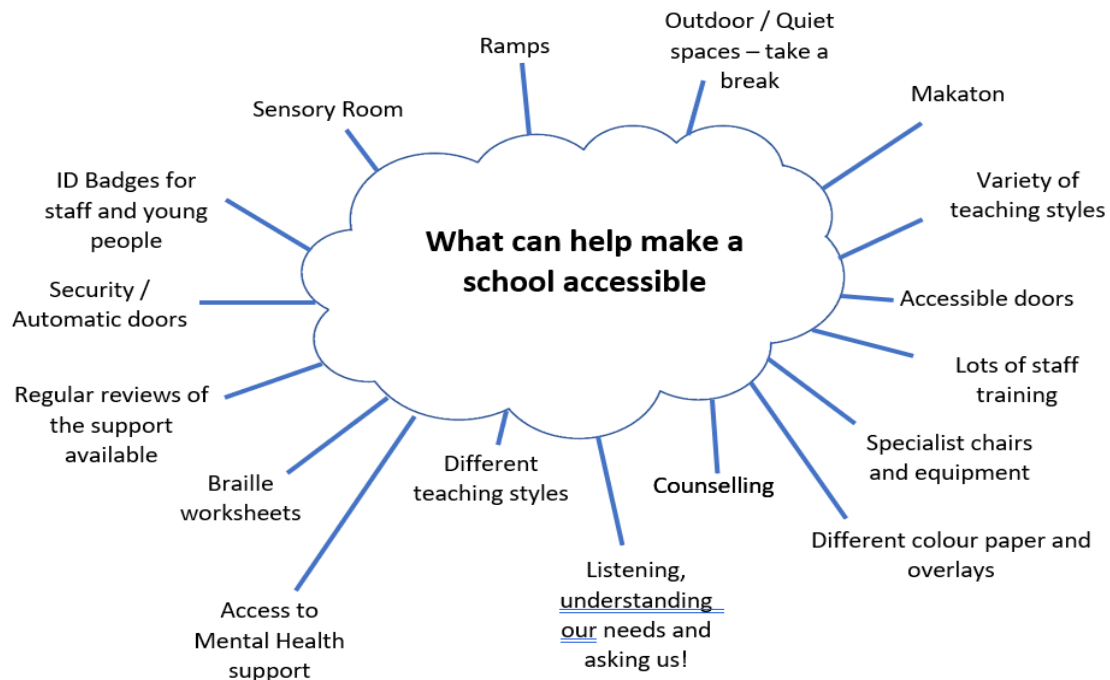 What can help make a
school accessible
Ramps
Outdoor / Quiet
spaces – take a
break
Makaton
Variety of
teaching styles
Accessible doors
Lots of staff
training
Specialist chairs
and equipment
Different colour paper and
overlays
Counselling
Listening,
understanding
our needs and
asking us!
Different
teaching styles
Access to
Mental Health
support
Braille
worksheets
Regular reviews of
the support
available
Security /
Automatic doors
ID Badges for
staff and young
people
Sensory Room